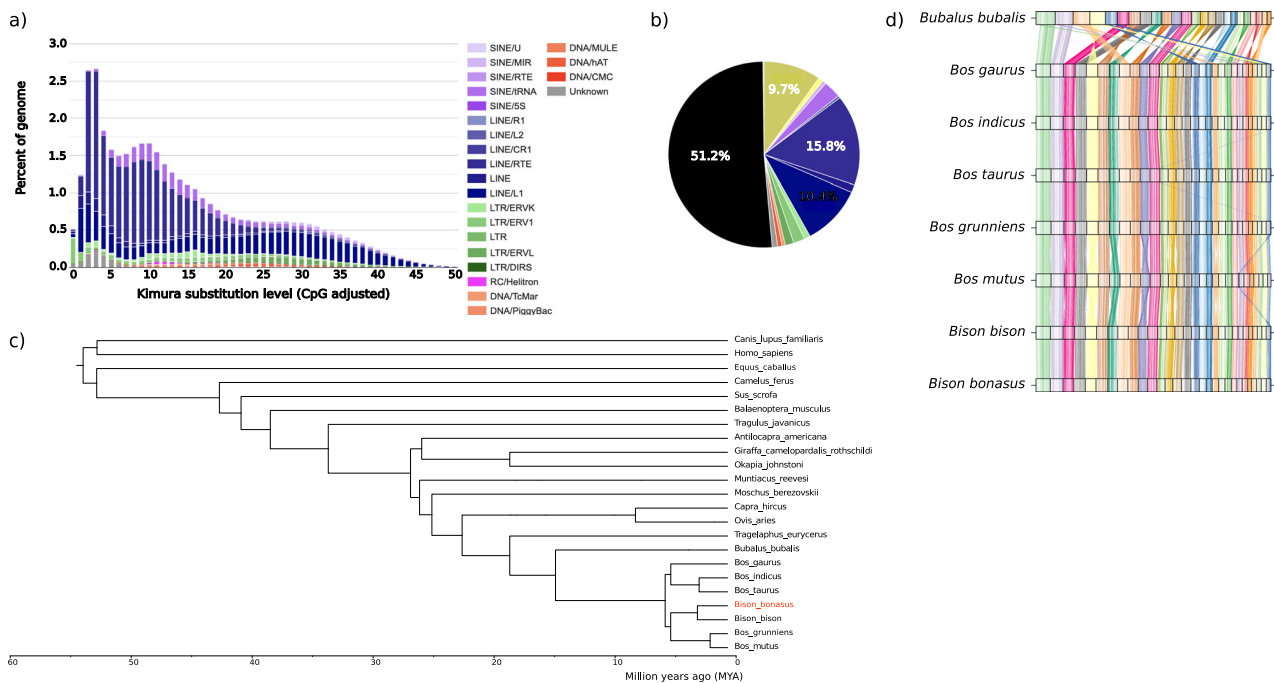 a)
3.0
2.5
2.0
1.5
1.0
0.5
0.0
Percent of genome
0 5 10 15 20 25 30 35 40 45 50
Kimura substitution level (CpG adjusted)
SINE/U
SINE/MIR
SINE/RTE
SINE/tRNA
SINE/5S
LINE/R1
LINE/L2
LINE/CR1
LINE/RTE
LINE
LINE/L1
LTR/ERVK
LTR/ERV1
LTR
LTR/ERVL
LTR/DIRS
RC/Helitron
DNA/TcMar
DNA/PiggyBac
DNA/MULE
DNA/hAT
DNA/CMC
Unknown
b)
9.7%
15.8%
10.4%
51.2%
c)
Canis_lupus_familiaris
Homo_sapiens
Equus_caballus
Camelus_ferus
Sus_scrofa
Balaenoptera_musculus
Tragulus_javanicus
Antilocapra_americana
Giraffa_camelopardalis_rothschildi
Okapia_johnstoni
Muntiacus_reevesi
Moschus_berezovskii
Capra_hircus
Ovis_aries
Tragelaphus_eurycerus
Bubalus_bubalis
Bos_gaurus
Bos_indicus
Bos_taurus
Bison_bonasus
Bison_bison
Bos_grunniens
Bos_mutus
60 50 40 30 20 10 0
Million years ago (MYA)
d)
Bubalus bubalis
Bos gaurus
Bos indicus
Bos taurus
Bos grunniens
Bos mutus
Bison bison
Bison bonasus